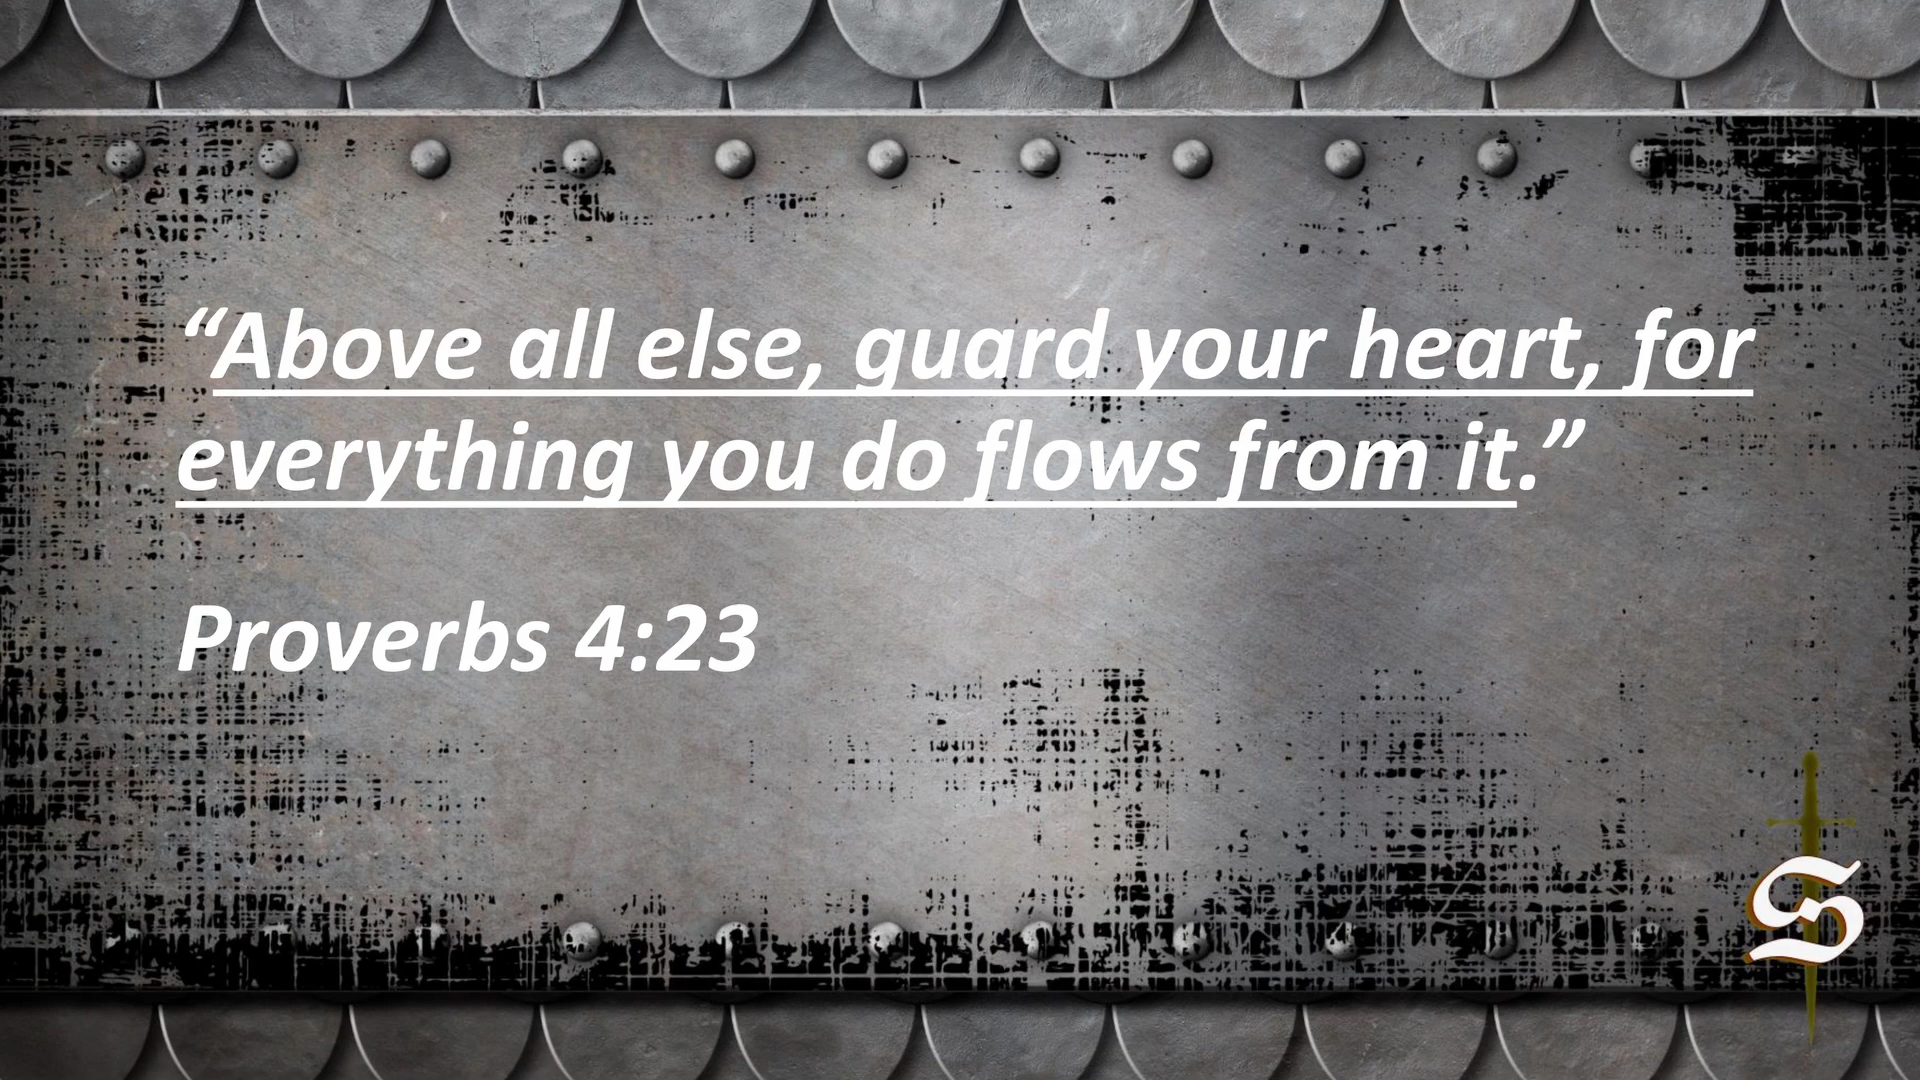 “Above all else, guard your heart, for
everything you do flows from it.”
Proverbs 4:23
S